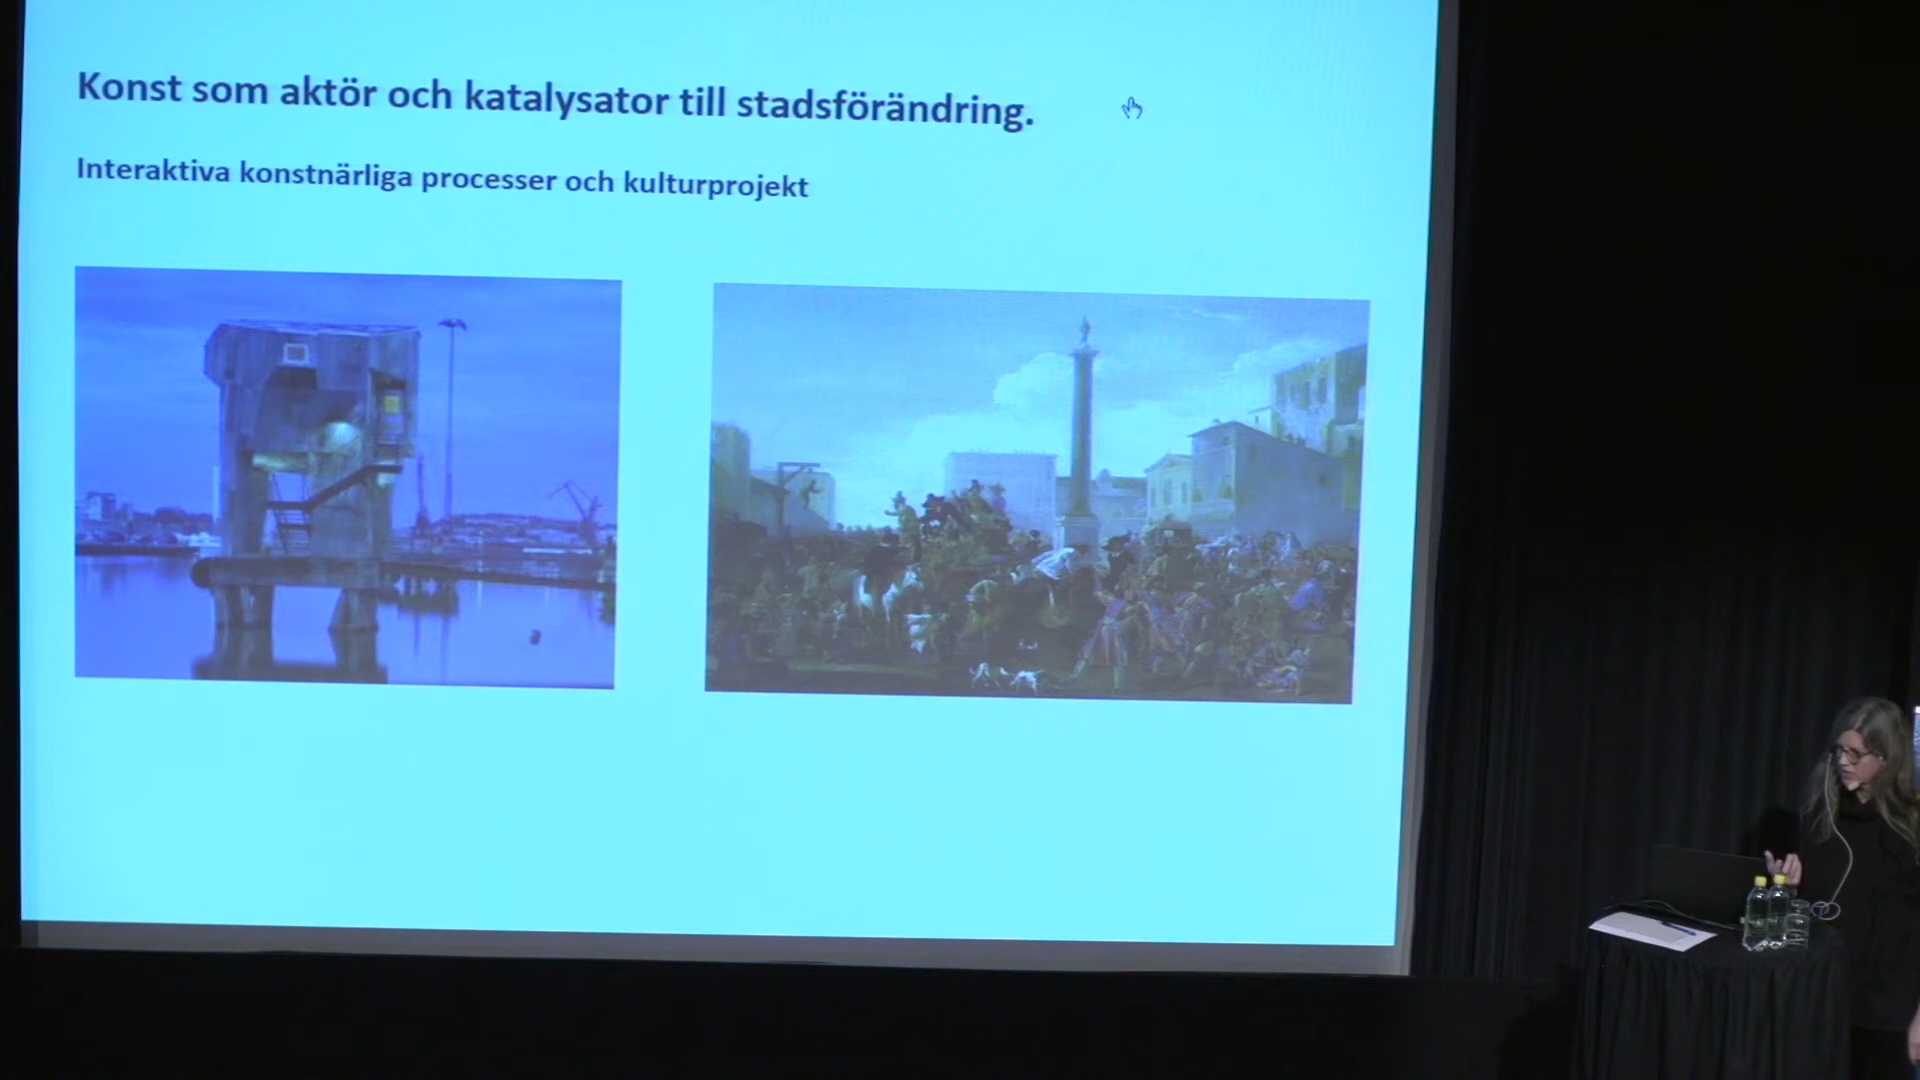 Konst som aktör och katalysator till stadsförändring.
Interaktiva konstnärliga processer och kulturprojekt